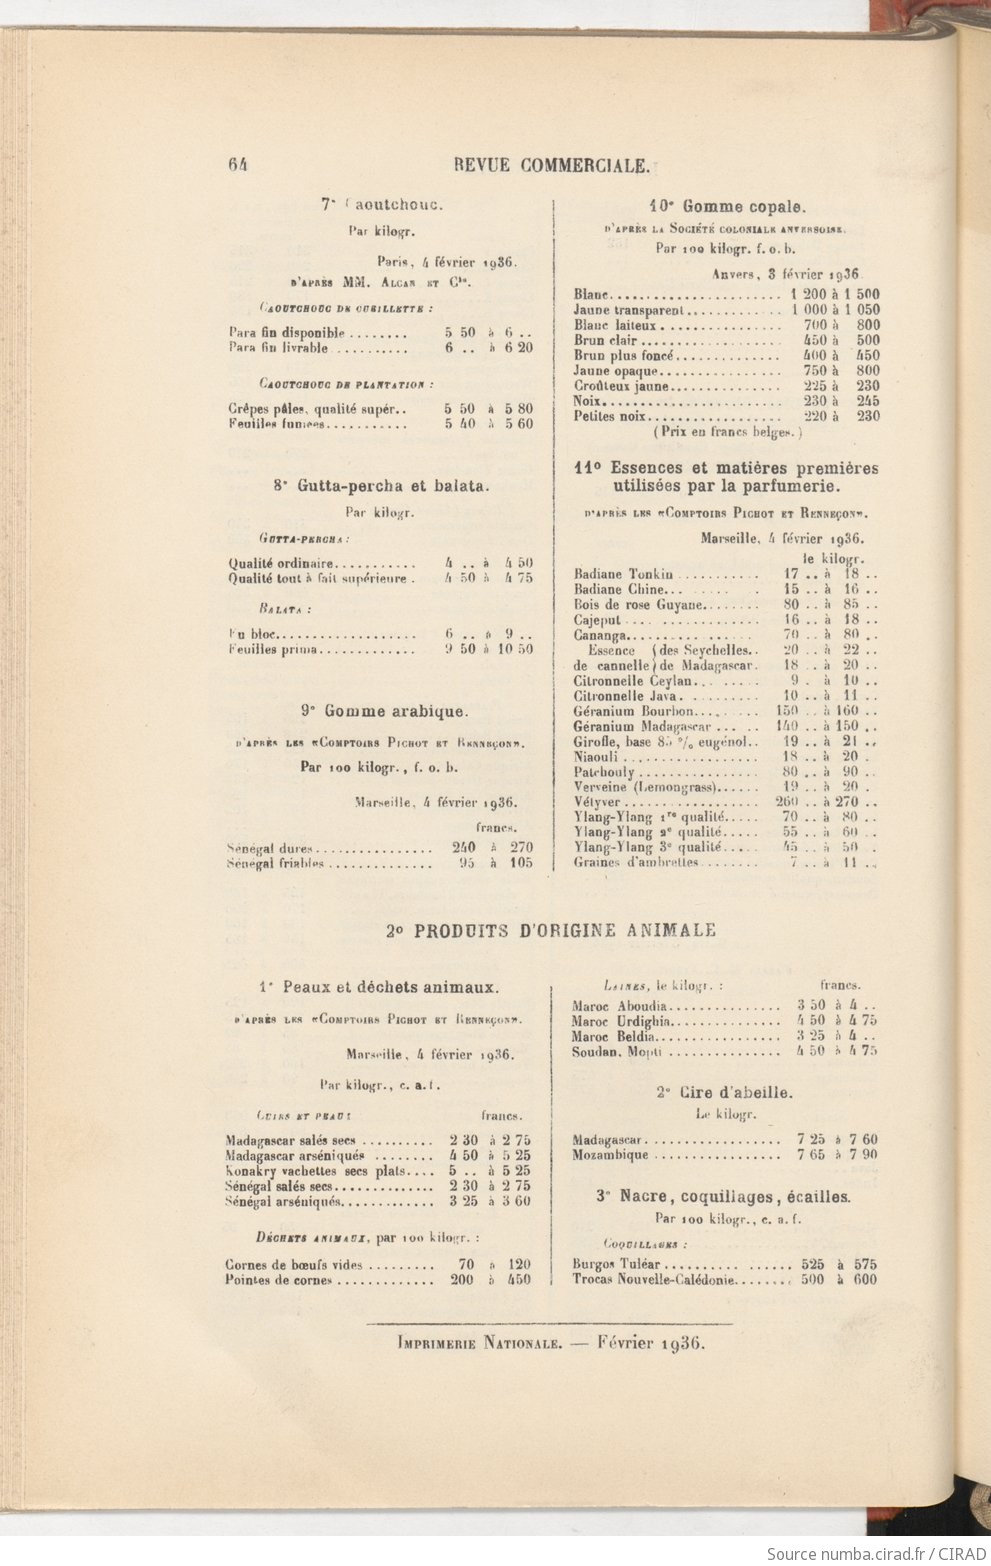 64
REVUE COMMERCIALE.
7° Caoutchouc.
Par kilogr.
Paris, 4 février 1936.
D'APRÈS MM. ALCAN ET Cie.
CAOUTCHOUC DE CUEILLETTE :
Para fin disponible ........ 5 50 à 6 ..
Para fin livrable .......... 6 .. à 6 20
CAOUTCHOUC DE PLANTATION :
Crêpes pâles, qualité supér.. 5 50 à 5 80
Feuilles fumées........... 5 40 à 5 60
8° Gutta-percha et balata.
Par kilogr.
GUTTA-PERCHA :
Qualité ordinaire........... 4 .. à 4 50
Qualité tout à fait supérieure . 4 50 à 4 75
BALATA :
En bloc................... 6 .. à 9 ..
Feuilles prima............. 9 50 à 10 50
9° Gomme arabique.
D'APRÈS LES «COMPTOIRS PICHOT ET RENNEÇON».
Par 100 kilogr., f. o. b.
Marseille, 4 février 1936.
francs.
Sénégal dures................ 240 à 270
Sénégal friables .............. 95 à 105
10° Gomme copale.
D'APRÈS LA SOCIÉTÉ COLONIALE ANVERSOISE.
Par 100 kilogr. f. o. b.
Anvers, 3 février 1936.
Blanc........................ 1 200 à 1 500
Jaune transparent............. 1 000 à 1 050
Blanc laiteux................. 700 à 800
Brun clair ................... 450 à 500
Brun plus foncé.............. 400 à 450
Jaune opaque................. 750 à 800
Croûteux jaune............... 225 à 230
Noix......................... 230 à 245
Petites noix.................. 220 à 230
(Prix en francs belges.)
11° Essences et matières premières
utilisées par la parfumerie.
D'APRÈS LES «COMPTOIRS PICHOT ET RENNEÇON».
Marseille, 4 février 1936.
le kilogr.
Badiane Tonkin ........... 17 .. à 18 ..
Badiane Chine........... 15 .. à 16 ..
Bois de rose Guyane........ 80 .. à 85 ..
Cajeput .................. 16 .. à 18 ..
Cananga................. 70 .. à 80 ..
Essence { des Seychelles.. 20 .. à 22 ..
de cannelle { de Madagascar. 18 .. à 20 ..
Citronnelle Ceylan......... 9 . à 10 ..
Citronnelle Java........... 10 .. à 11 ..
Géranium Bourbon......... 150 .. à 160 ..
Géranium Madagascar ... .. 140 .. à 150 ..
Girofle, base 85 % eugénol.. 19 .. à 21 ..
Niaouli ................... 18 .. à 20 .
Patchouly ................. 80 .. à 90 ..
Verveine (Lemongrass)...... 19 .. à 20 .
Vétyver .................. 260 .. à 270 ..
Ylang-Ylang 1re qualité..... 70 .. à 80 ..
Ylang-Ylang 2e qualité..... 55 .. à 60 ..
Ylang-Ylang 3e qualité..... 45 .. à 50 .
Graines d'ambrettes ........ 7 .. à 11 ..
2° PRODUITS D'ORIGINE ANIMALE
1° Peaux et déchets animaux.
D'APRÈS LES «COMPTOIRS PICHOT ET RENNEÇON».
Marseille, 4 février 1936.
Par kilogr., c. a. f.
CUIRS ET PEAUX francs.
Madagascar salés secs .......... 2 30 à 2 75
Madagascar arséniqués ........ 4 50 à 5 25
Konakry vachettes secs plats.... 5 .. à 5 25
Sénégal salés secs.............. 2 30 à 2 75
Sénégal arséniqués............. 3 25 à 3 60
DÉCHETS ANIMAUX, par 100 kilogr. :
Cornes de bœufs vides ......... 70 à 120
Pointes de cornes ............. 200 à 450
LAINES, le kilogr. : francs.
Maroc Aboudia............... 3 50 à 4 ..
Maroc Urdighia............... 4 50 à 4 75
Maroc Beldia................. 3 25 à 4 ..
Soudan. Mopti ............... 4 50 à 4 75
2° Cire d'abeille.
Le kilogr.
Madagascar................. 7 25 à 7 60
Mozambique ................ 7 65 à 7 90
3° Nacre, coquillages, écailles.
Par 100 kilogr., c. a. f.
COQUILLAGES :
Burgos Tuléar ................ 525 à 575
Trocas Nouvelle-Calédonie........ 500 à 600
IMPRIMERIE NATIONALE. — Février 1936.
Source numba.cirad.fr / CIRAD